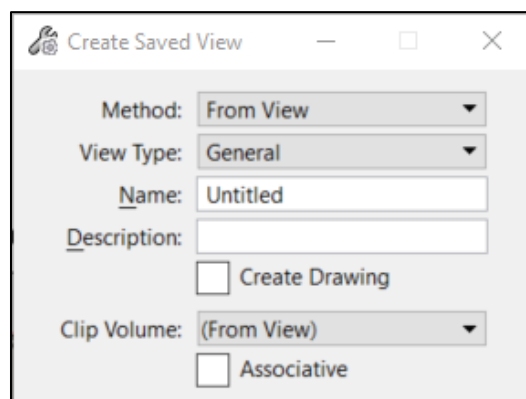 Create Saved View
Method: From View
View Type: General
Name: Untitled
Description:
Create Drawing
Clip Volume: (From View)
Associative